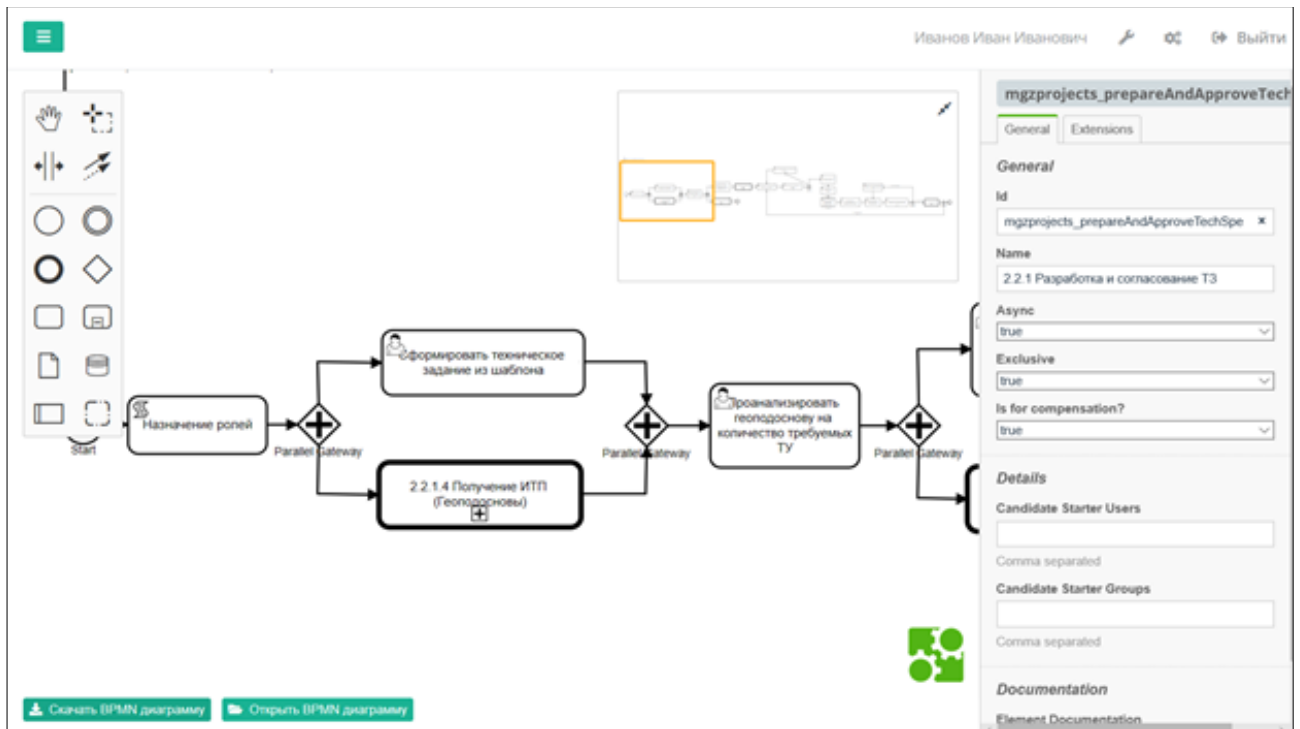 Иванов Иван Иванович
Выйти
mgzprojects_prepareAndApproveTech
General Extensions
General
Id
mgzprojects_prepareAndApproveTechSpe
Name
2.2.1 Разработка и согласование ТЗ
Async
true
Exclusive
true
Is for compensation?
true
Details
Candidate Starter Users
Comma separated
Candidate Starter Groups
Comma separated
Documentation
Element Documentation
Start
Назначение ролей
Parallel Gateway
Сформировать техническое
задание из шаблона
2.2.1.4 Получение ИТП
(Геоподосновы)
Parallel Gateway
Проанализировать
геоподоснову на
количество требуемых
ТУ
Parallel Gateway
Скачать BPMN диаграмму
Открыть BPMN диаграмму